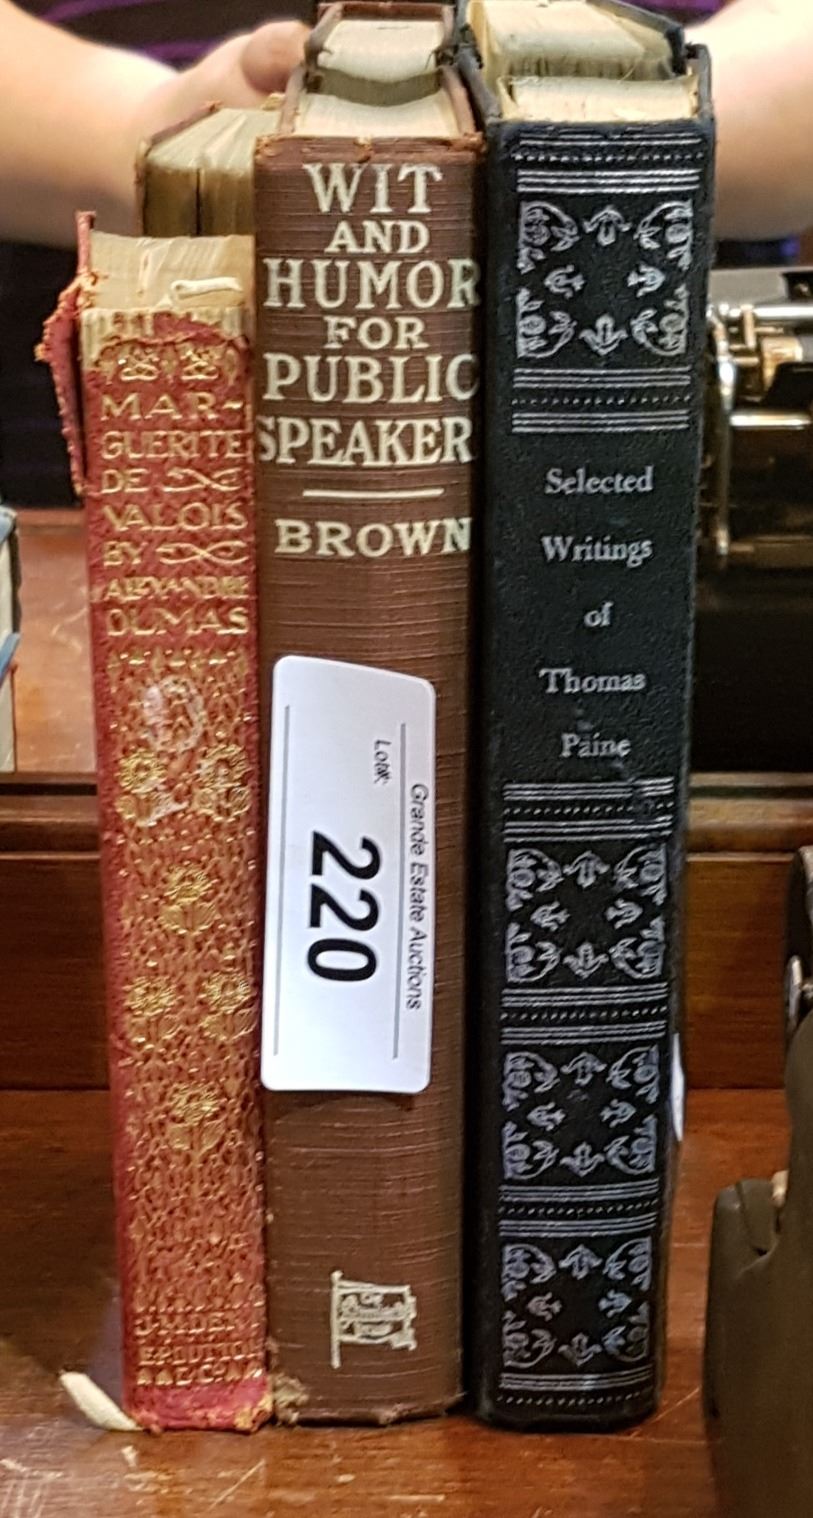 MAR-
GUERITE
DE
VALOIS
BY
ALEXANDRE
DUMAS
J·M·DENT
E·P·DUTTON
& CO
WIT
AND
HUMOR
FOR
PUBLIC
SPEAKER
BROWN
Grande Estate Auctions
Lot#:
220
Selected
Writings
of
Thomas
Paine